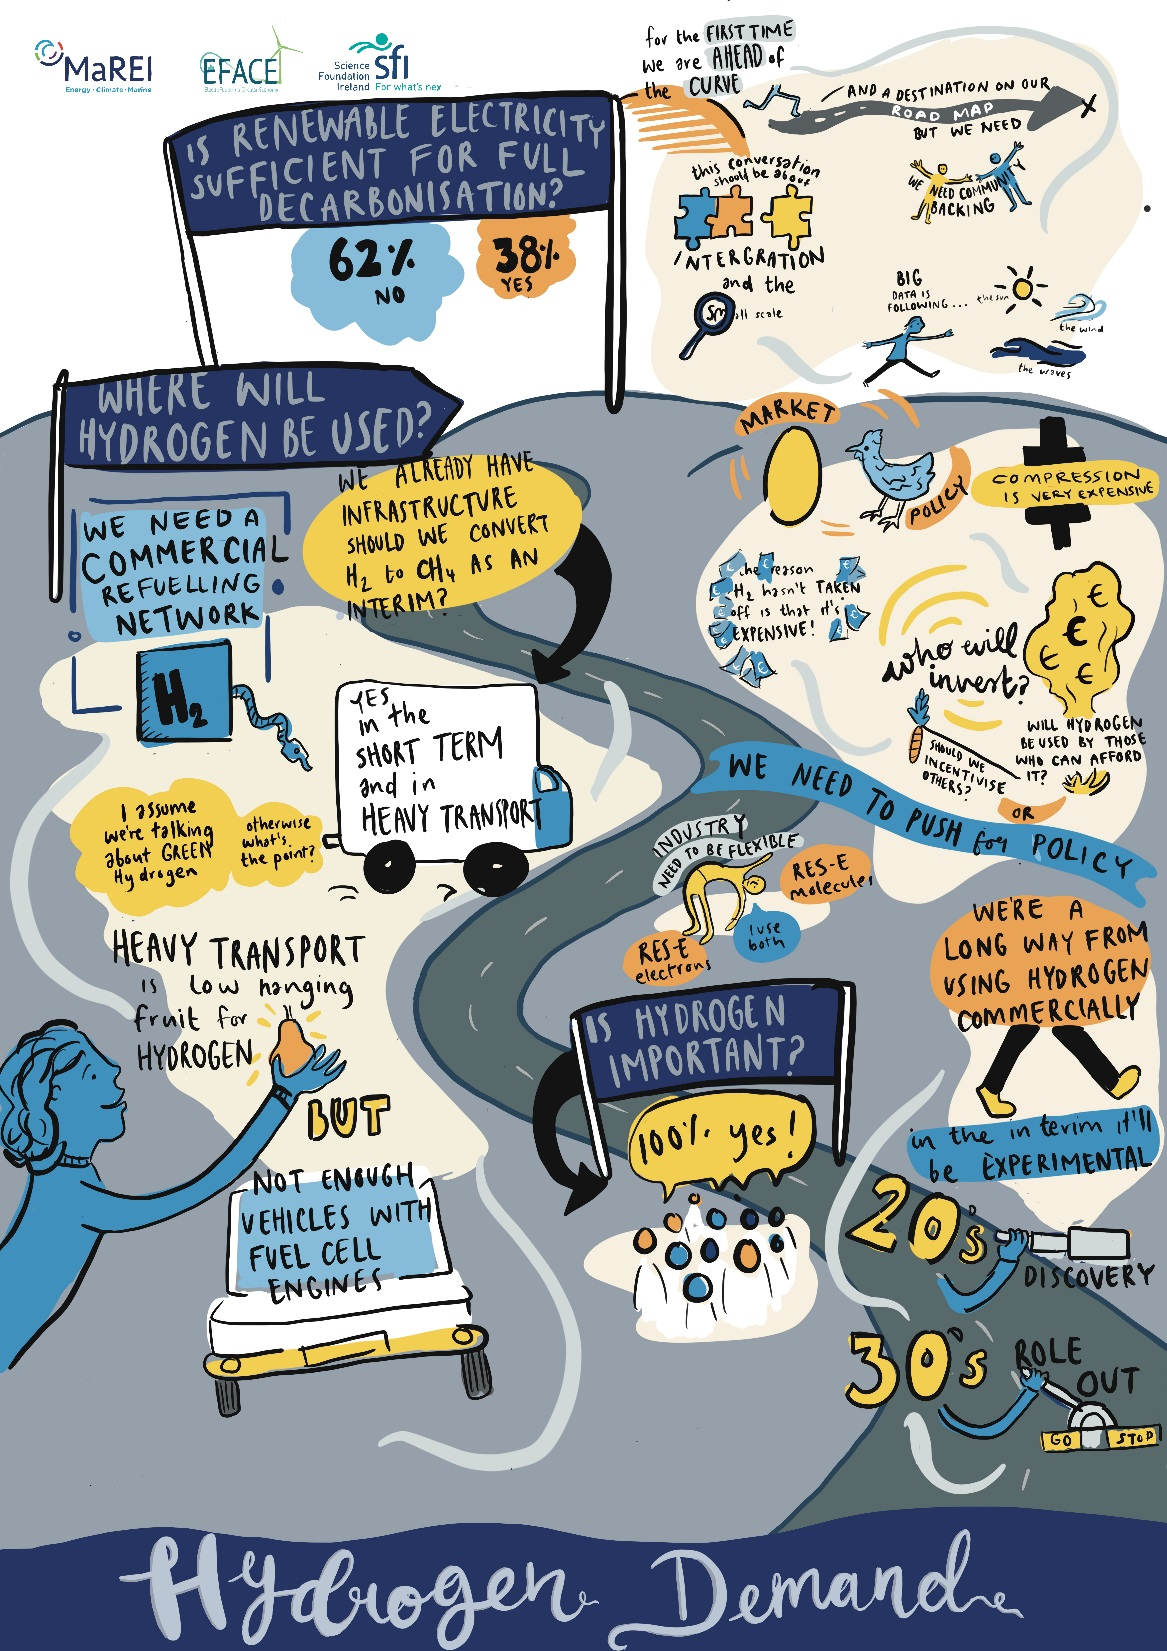 MaREI
Energy • Climate • Marine
EFACE
Science
Foundation
Ireland
sfi
For what's next
IS RENEWABLE ELECTRICITY
SUFFICIENT FOR FULL
DECARBONISATION?
62%
NO
38%
YES
for the FIRST TIME
we are AHEAD of
the CURVE
AND A DESTINATION ON OUR
ROAD MAP
BUT WE NEED
WE NEED COMMUNITY
BACKING
this conversation
should be about
INTERGRATION
and the
small scale
BIG
DATA IS
FOLLOWING...
the sun
the wind
the waves
WHERE WILL
HYDROGEN BE USED?
WE NEED A
COMMERCIAL
REFUELLING
NETWORK
H2
WE ALREADY HAVE
INFRASTRUCTURE
SHOULD WE CONVERT
H2 to CH4 AS AN
INTERIM?
YES
in the
SHORT TERM
and in
HEAVY TRANSPORT
I assume
we're talking
about GREEN
Hydrogen
otherwise
what's
the point?
HEAVY TRANSPORT
is low hanging
fruit for
HYDROGEN
BUT
NOT ENOUGH
VEHICLES WITH
FUEL CELL
ENGINES
MARKET
POLICY
COMPRESSION
IS VERY EXPENSIVE
the reason
H2 hasn't TAKEN
off is that it's
EXPENSIVE!
€
€
€
€
who will
invest?
SHOULD WE
INCENTIVISE
OTHERS?
OR
WILL HYDROGEN
BE USED BY THOSE
WHO CAN AFFORD
IT?
WE NEED TO PUSH for POLICY
INDUSTRY
NEED TO BE FLEXIBLE
RES-E
molecules
I use
both
RES-E
electrons
WE'RE A
LONG WAY FROM
USING HYDROGEN
COMMERCIALLY
in the interim it'll
be EXPERIMENTAL
IS HYDROGEN
IMPORTANT?
100% yes!
20's
DISCOVERY
30's
ROLE
OUT
GO
STOP
Hydrogen Demand